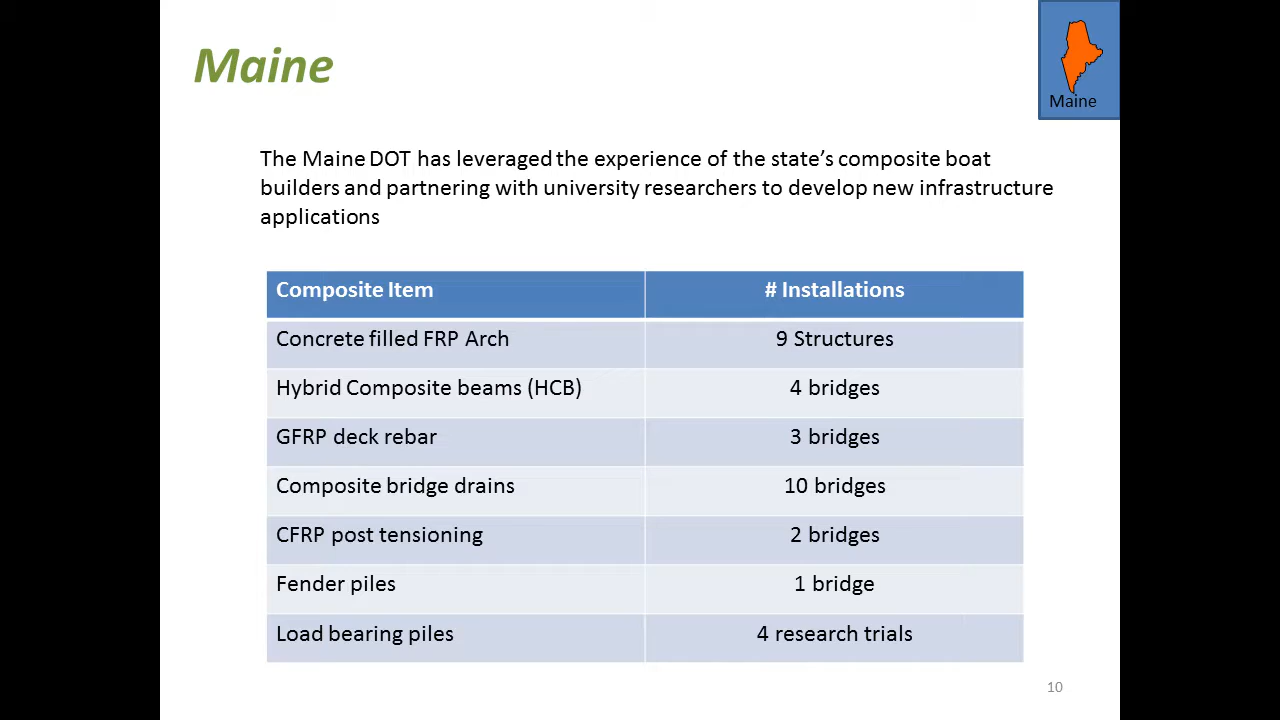 Maine
Maine
The Maine DOT has leveraged the experience of the state’s composite boat
builders and partnering with university researchers to develop new infrastructure
applications
Composite Item # Installations
Concrete filled FRP Arch 9 Structures
Hybrid Composite beams (HCB) 4 bridges
GFRP deck rebar 3 bridges
Composite bridge drains 10 bridges
CFRP post tensioning 2 bridges
Fender piles 1 bridge
Load bearing piles 4 research trials
10